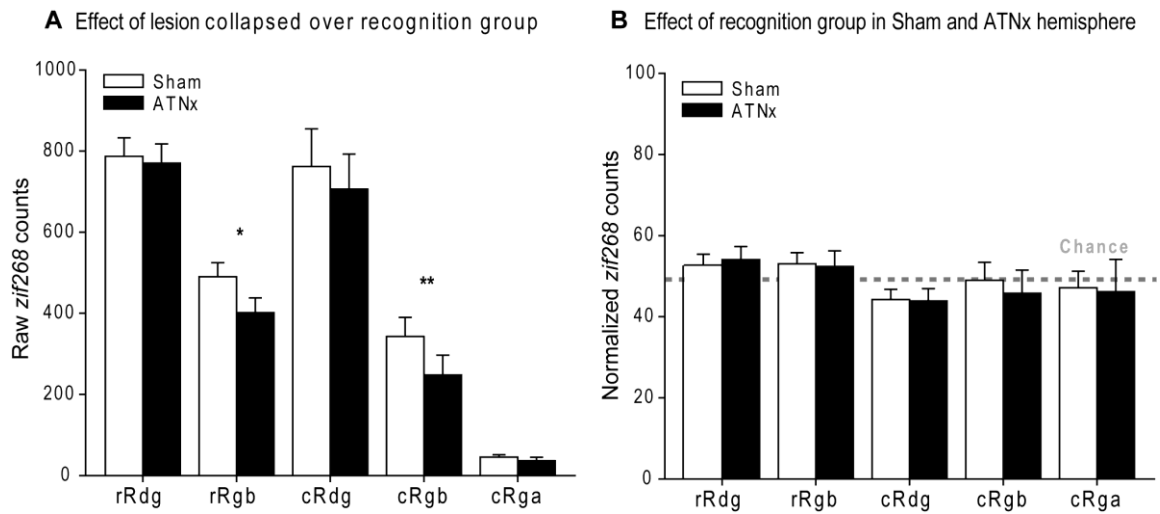 A Effect of lesion collapsed over recognition group
1000
800
600
400
200
0
Raw zif268 counts
Sham
ATNx
*
**
rRdg rRgb cRdg cRgb cRga
B Effect of recognition group in Sham and ATNx hemisphere
100
80
60
40
20
0
Normalized zif268 counts
Sham
ATNx
Chance
rRdg rRgb cRdg cRgb cRga